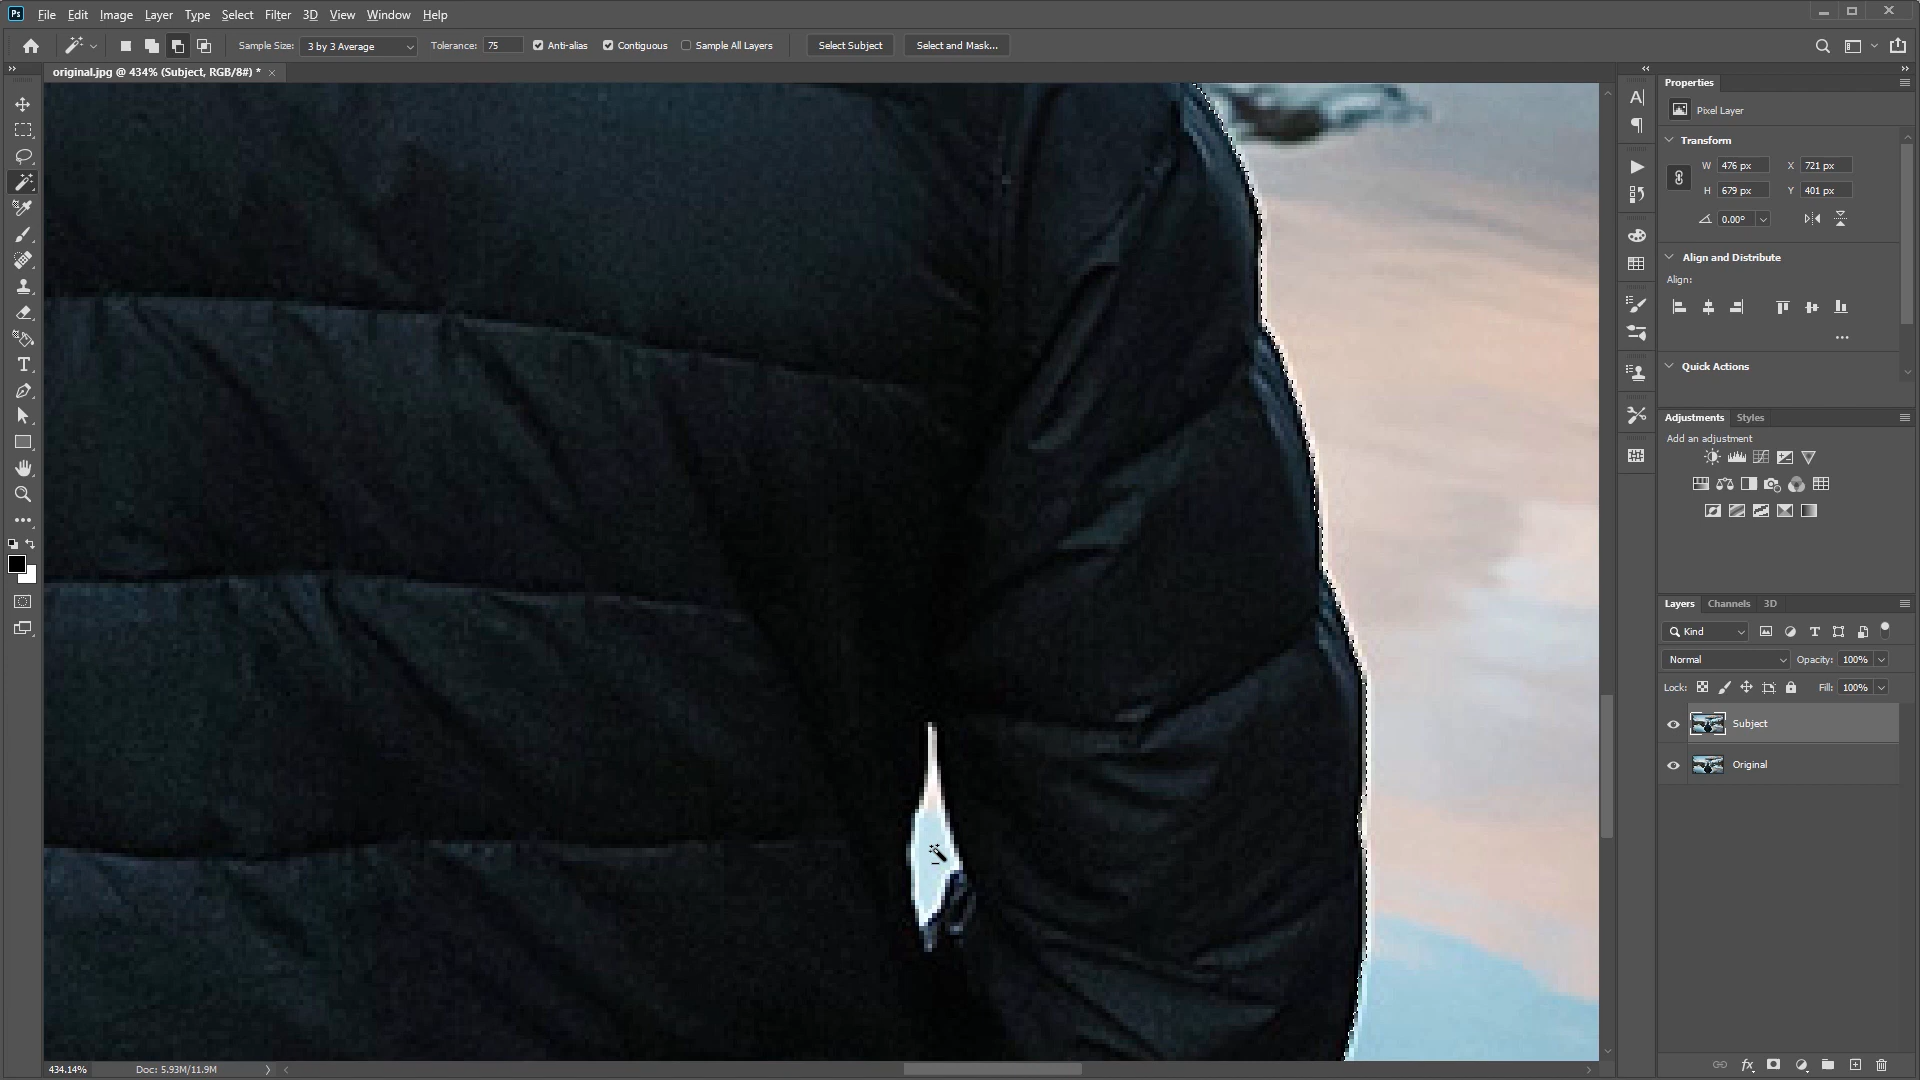 Ps File Edit Image Layer Type Select Filter 3D View Window Help
Sample Size: 3 by 3 Average Tolerance: 75 Anti-alias Contiguous Sample All Layers Select Subject Select and Mask...
original.jpg @ 434% (Subject, RGB/8#) *
Properties
Pixel Layer
Transform
W 476 px X 721 px
H 679 px Y 401 px
0.00°
Align and Distribute
Align:
Quick Actions
Adjustments Styles
Add an adjustment
Layers Channels 3D
Kind
Normal Opacity: 100%
Lock: Fill: 100%
Subject
Original
434.14% Doc: 5.93M/11.9M